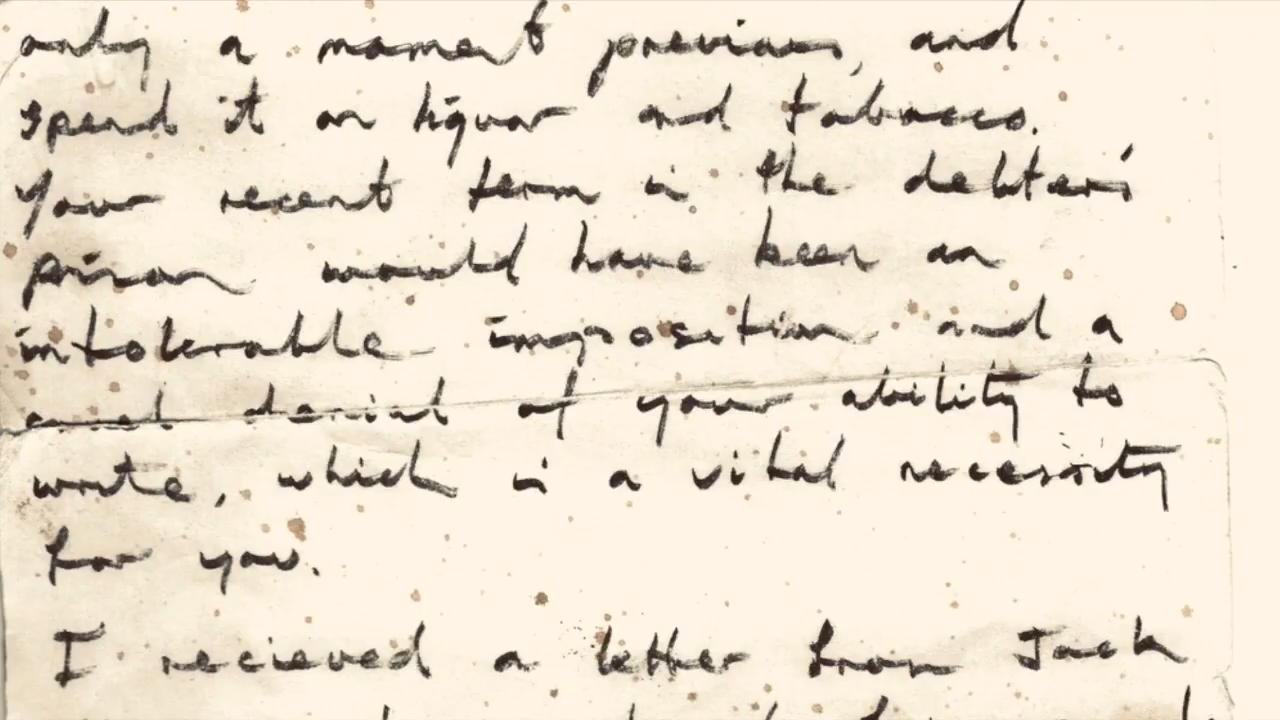 only a moment previous, and
spend it on liquor and tobacco.
Your recent term in the debters'
prison would have been an
intolerable imposition and a
cruel denial of your ability to
write, which is a vital necessity
for you.
I recieved a letter from Jack